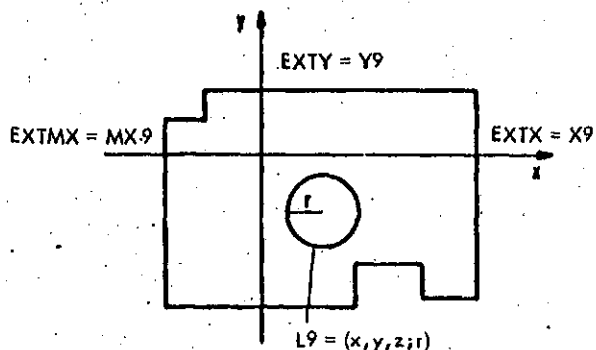 y
EXTY = Y9
EXTMX = MX9
EXTX = X9
x
r
L9 = (x,y,z;r)